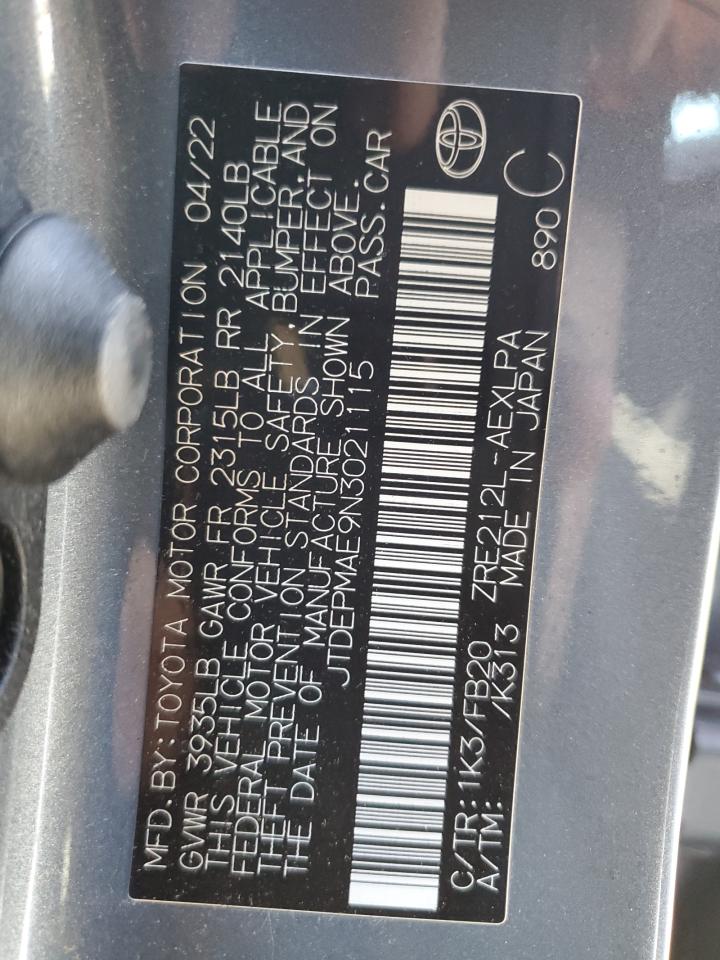 MFD.BY:TOYOTA MOTOR CORPORATION 04/22
GVWR 3935LB GAWR FR 2315LB RR 2140LB
THIS VEHICLE CONFORMS TO ALL APPLICABLE
FEDERAL MOTOR VEHICLE SAFETY,BUMPER,AND
THEFT PREVENTION STANDARDS IN EFFECT ON
THE DATE OF MANUFACTURE SHOWN ABOVE.
JTDEPMAE9N3021115 PASS.CAR
C/TR:1K3/FB20 ZRE212L-AEXLPA 890 C
A/TM: /K313 MADE IN JAPAN